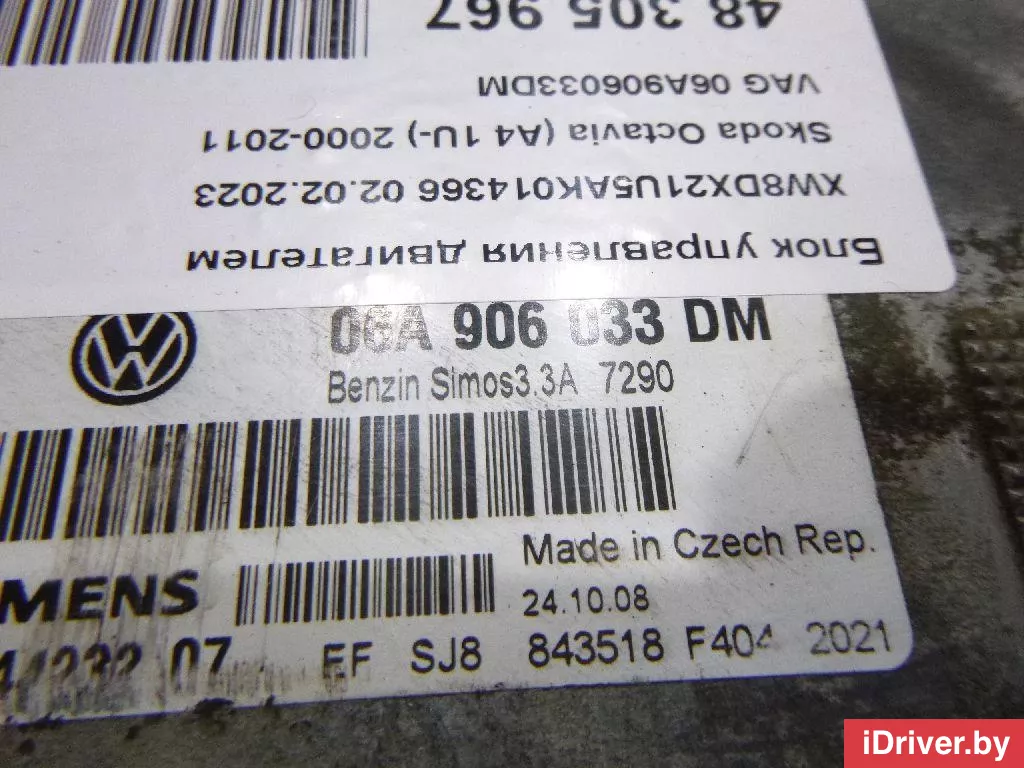 48 305 967
VAG 06A906033DM
Skoda Octavia (A4 1U-) 2000-2011
XW8DX21U5AK014366 02.02.2023
Блок управления двигателем
06A 906 033 DM
Benzin Simos3.3A 7290
Made in Czech Rep.
24.10.08
EF SJ8 843518 F404 2021
07
iDriver.by